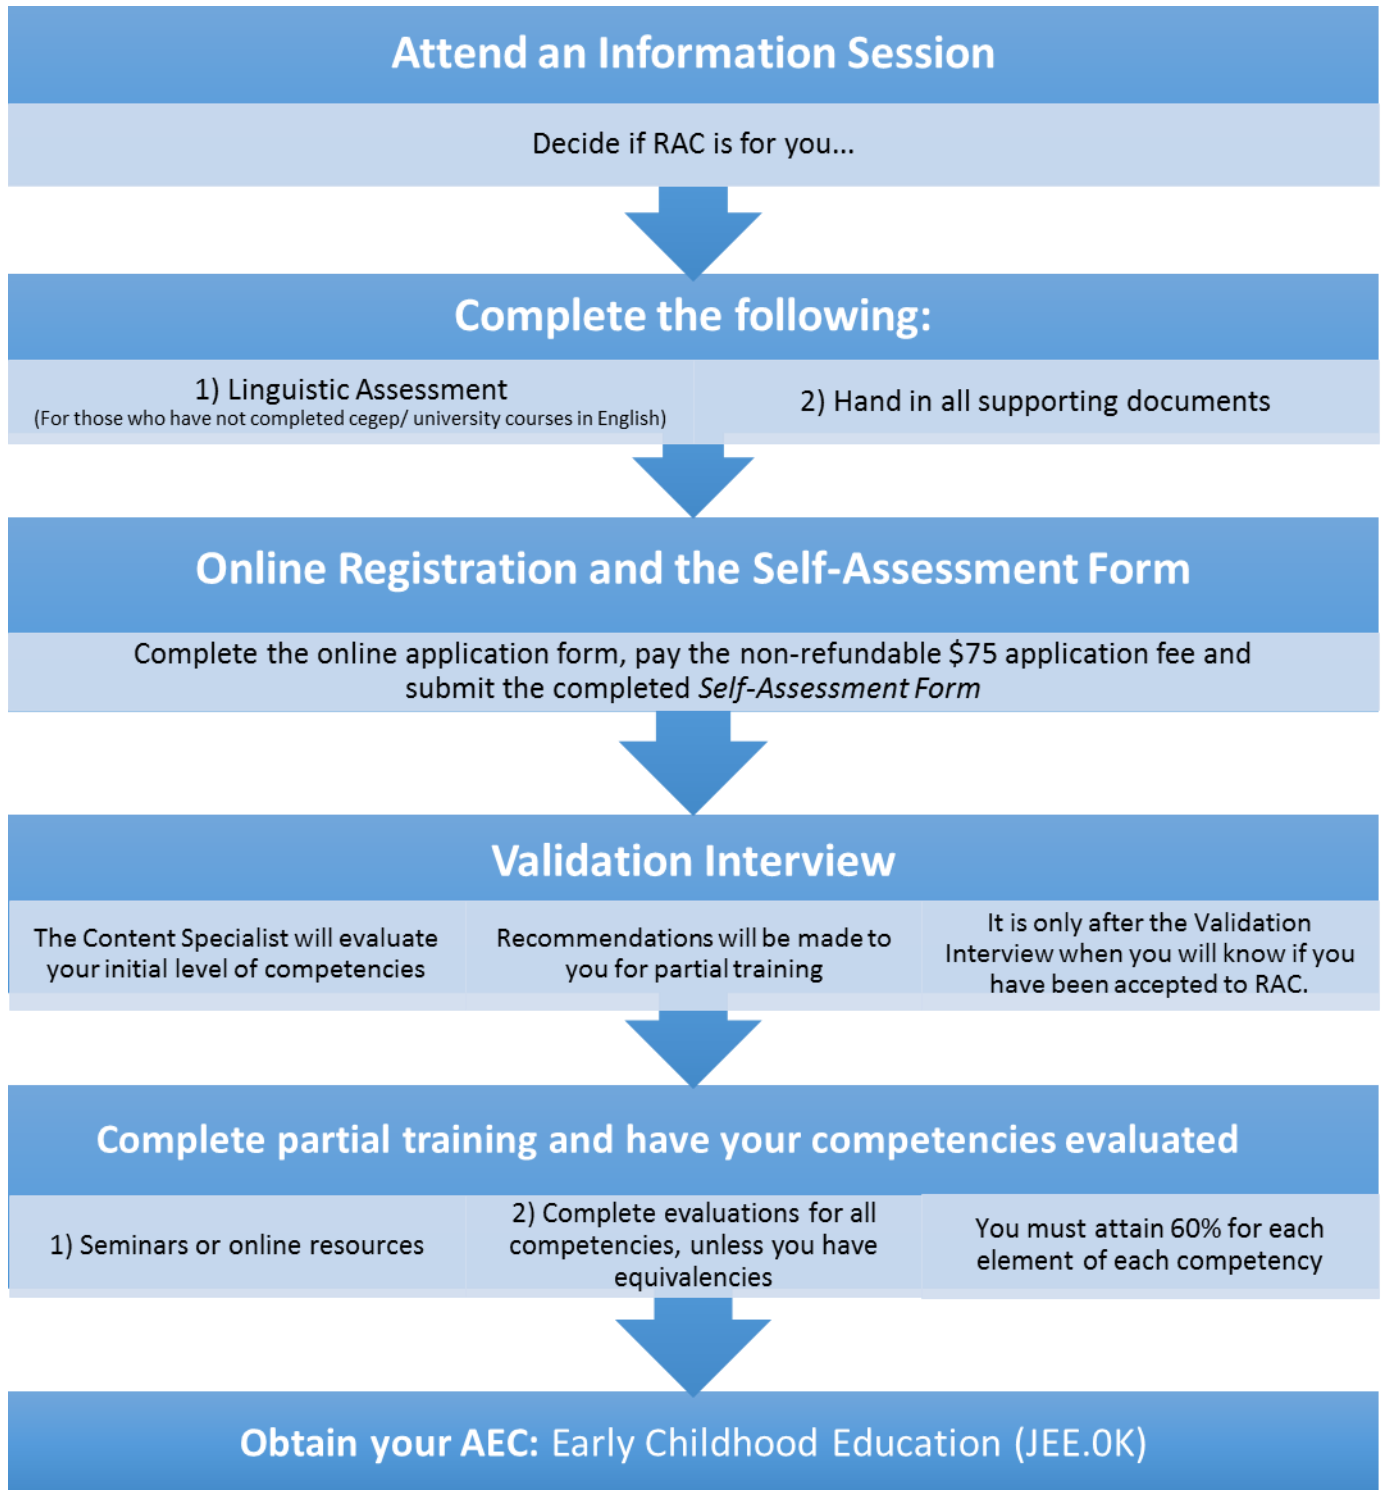 Attend an Information Session
Decide if RAC is for you...
Complete the following:
1) Linguistic Assessment
(For those who have not completed cegep/ university courses in English)
2) Hand in all supporting documents
Online Registration and the Self-Assessment Form
Complete the online application form, pay the non-refundable $75 application fee and
submit the completed Self-Assessment Form
Validation Interview
The Content Specialist will evaluate
your initial level of competencies
Recommendations will be made to
you for partial training
It is only after the Validation
Interview when you will know if you
have been accepted to RAC.
Complete partial training and have your competencies evaluated
1) Seminars or online resources
2) Complete evaluations for all
competencies, unless you have
equivalencies
You must attain 60% for each
element of each competency
Obtain your AEC: Early Childhood Education (JEE.0K)